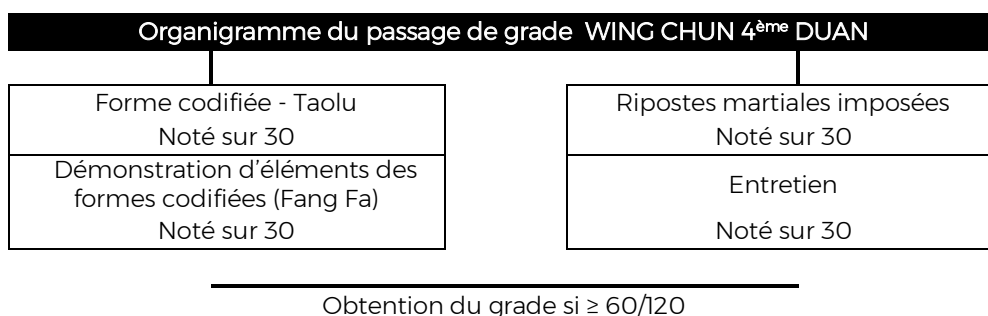 Organigramme du passage de grade WING CHUN 4ème DUAN
Forme codifiée - Taolu
Noté sur 30
Démonstration d'éléments des
formes codifiées (Fang Fa)
Noté sur 30
Ripostes martiales imposées
Noté sur 30
Entretien
Noté sur 30
Obtention du grade si ≥ 60/120